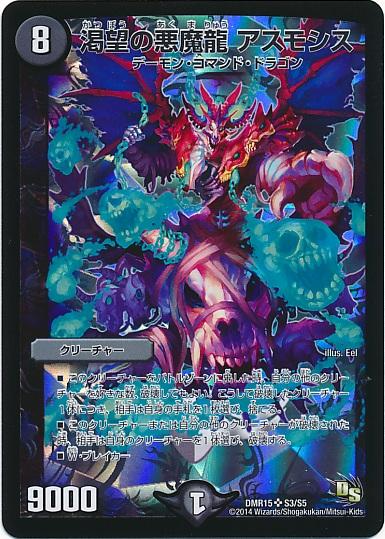 8
かつぼう あくまりゅう
渇望の悪魔龍 アスモシス
デーモン・コマンド・ドラゴン
illus. Eel
クリーチャー
■ このクリーチャーをバトルゾーンに出した時、自分の他のクリー
チャーを好きな数、破壊してもよい。こうして破壊したクリーチャー
1体につき、相手は自身の手札を1枚選び、捨てる。
■ このクリーチャーまたは自分の他のクリーチャーが破壊された
時、相手は自身のクリーチャーを1体選び、破壊する。
■ W・ブレイカー
9000
1
DS
DMR15 S3/S5
©2014 Wizards/Shogakukan/Mitsui-Kids